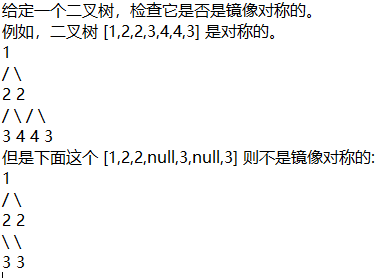 给定一个二叉树，检查它是否是镜像对称的。
例如，二叉树 [1,2,2,3,4,4,3] 是对称的。
1
/ \
2 2
/ \ / \
3 4 4 3
但是下面这个 [1,2,2,null,3,null,3] 则不是镜像对称的:
1
/ \
2 2
\ \
3 3